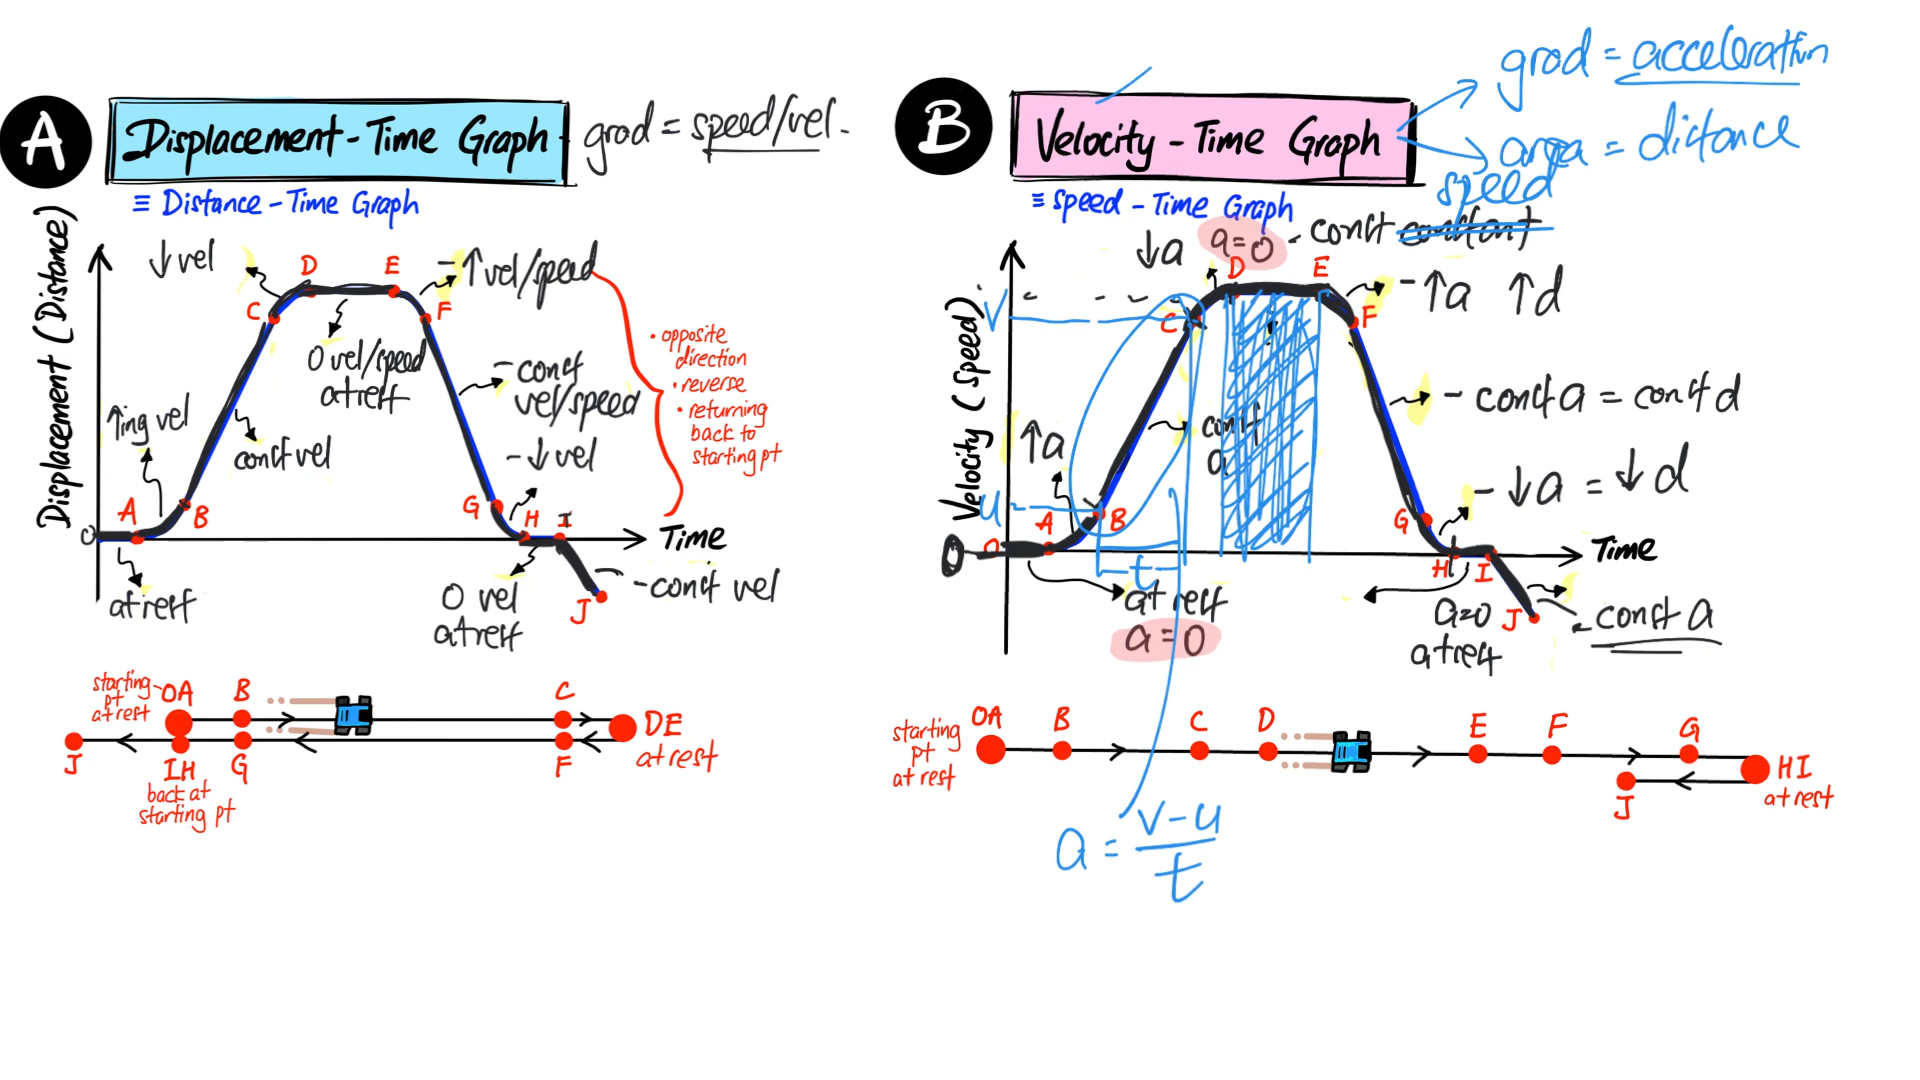 A
Displacement - Time Graph
grad = speed/vel.
≡ Distance - Time Graph
Displacement (Distance)
↓ vel
D
E
- ↑ vel/speed
C
F
0 vel/speed
at rest
• opposite
direction
• reverse
• returning
back to
starting pt
- const
vel/speed
↑ing vel
const vel
- ↓ vel
A
B
G
H
I
O
Time
at rest
0 vel
at rest
J
- const vel
starting
pt
at rest
OA
B
C
DE
at rest
J
IH
G
F
back at
starting pt
B
Velocity - Time Graph
grad = acceleration
area = distance
≡ speed - Time Graph
speed
Velocity (Speed)
↓a
a=0
- const constant
D
E
- ↑a ↑d
V
C
F
const
a
- const a = const d
↑a
- ↓a = ↓d
u
A
B
G
O
O
H
I
Time
t
at rest
a = 0
a=0
at rest
J
- const a
starting
pt
at rest
OA
B
C
D
E
F
G
HI
at rest
J
a = v-u
t